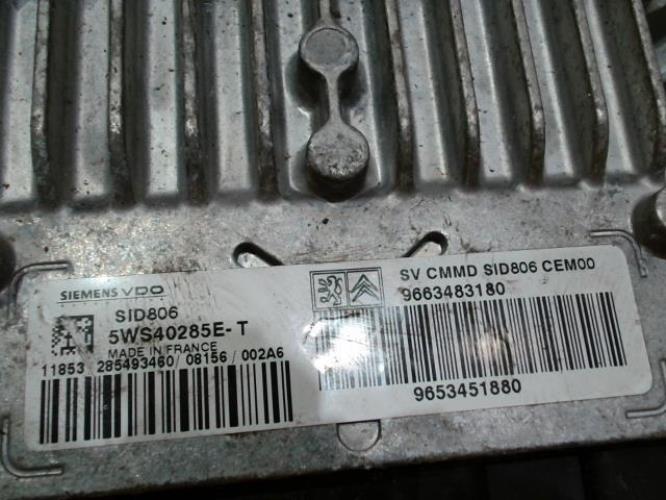 SIEMENS VDO
SID806
5WS40285E-T
MADE IN FRANCE
11853 285493460/08156/002A6
SV CMMD SID806 CEM00
9663483180
9653451880